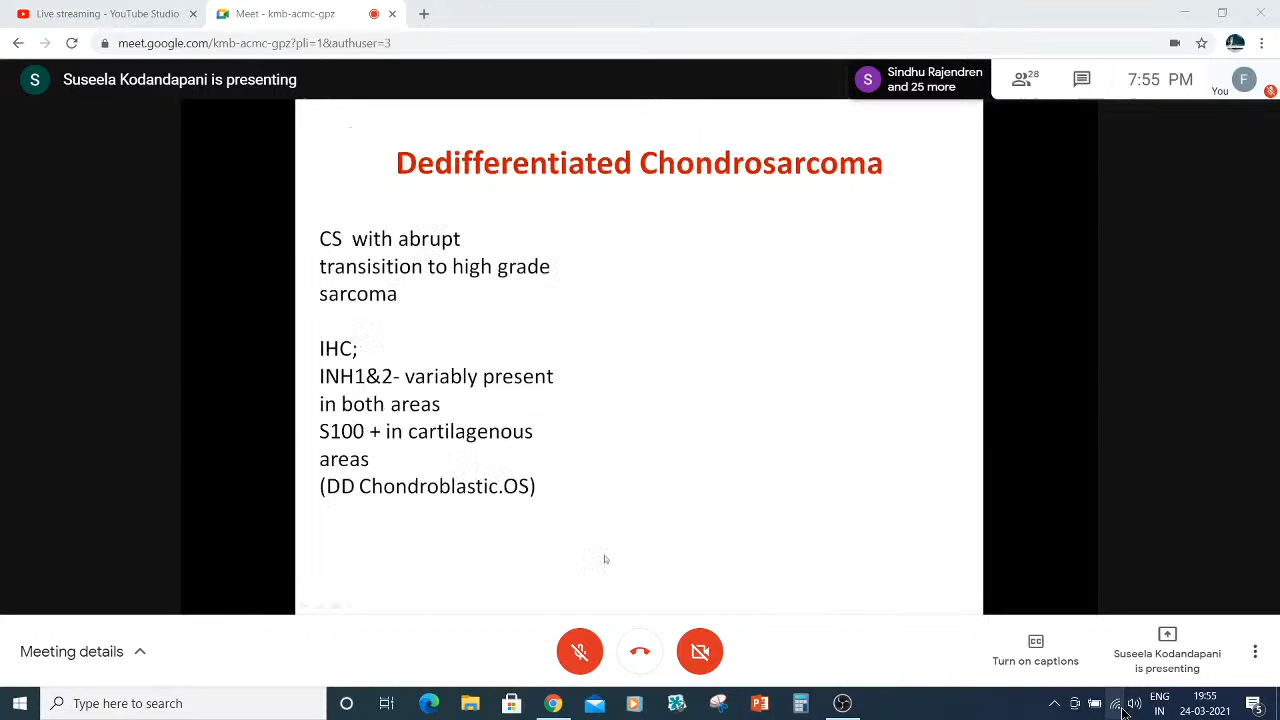 Live streaming - YouTube Studio
Meet - kmb-acmc-gpz
meet.google.com/kmb-acmc-gpz?pli=1&authuser=3
S
Suseela Kodandapani is presenting
S
Sindhu Rajendren
and 25 more
28
7:55 PM
You
F
Dedifferentiated Chondrosarcoma
CS with abrupt
transisition to high grade
sarcoma
IHC;
INH1&2- variably present
in both areas
S100 + in cartilagenous
areas
(DD Chondroblastic.OS)
Meeting details
CC
Turn on captions
Suseela Kodandapani
is presenting
Type here to search
ENG
IN
19:55
24-03-2021